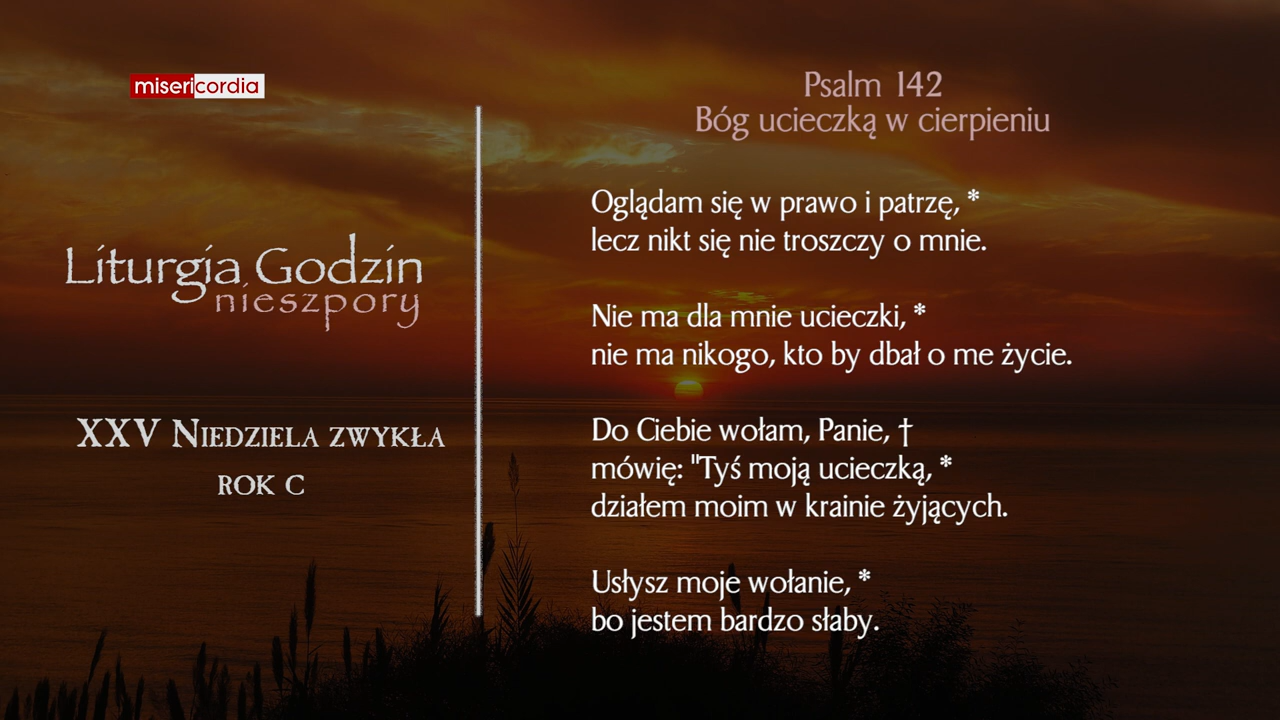 misericordia
Liturgia Godzin
nieszpory
XXV Niedziela zwykła
rok C
Psalm 142
Bóg ucieczką w cierpieniu
Oglądam się w prawo i patrzę, *
lecz nikt się nie troszczy o mnie.
Nie ma dla mnie ucieczki, *
nie ma nikogo, kto by dbał o me życie.
Do Ciebie wołam, Panie, †
mówię: "Tyś moją ucieczką, *
działem moim w krainie żyjących.
Usłysz moje wołanie, *
bo jestem bardzo słaby.